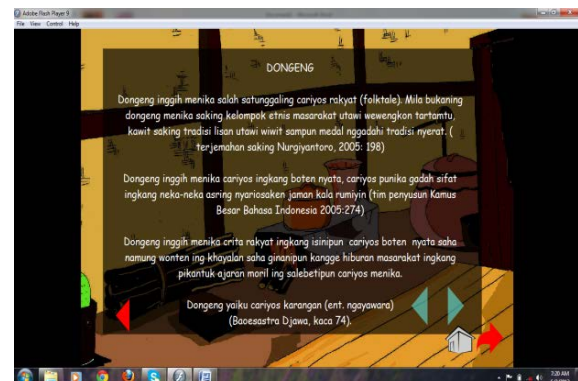 Adobe Flash Player 9
File View Control Help
DONGENG
Dongeng inggih menika salah satunggaling cariyos rakyat (folktale). Mila bukaning
dongeng menika saking kelompok etnis masarakat utawi wewengkon tartamtu,
kawit saking tradisi lisan utawi wiwit sampun medal nggadahi tradisi nyerat. (
terjemahan saking Nurgiyantoro, 2005: 198)
Dongeng inggih menika cariyos ingkang boten nyata, cariyos punika gadah sifat
ingkang neka-neka asring nyariosaken jaman kala rumiyin (tim penyusun Kamus
Besar Bahasa Indonesia 2005:274).
Dongeng inggih menika crita rakyat ingkang isinipun cariyos boten nyata saha
namung wonten ing khayalan saha ginanipun kangge hiburan masarakat ingkang
pikantuk ajaran moril ing salebetipun cariyos menika.
Dongeng yaiku cariyos karangan (ent. ngayawara)
(Baoesastra Djawa, kaca 74).
7:20 AM